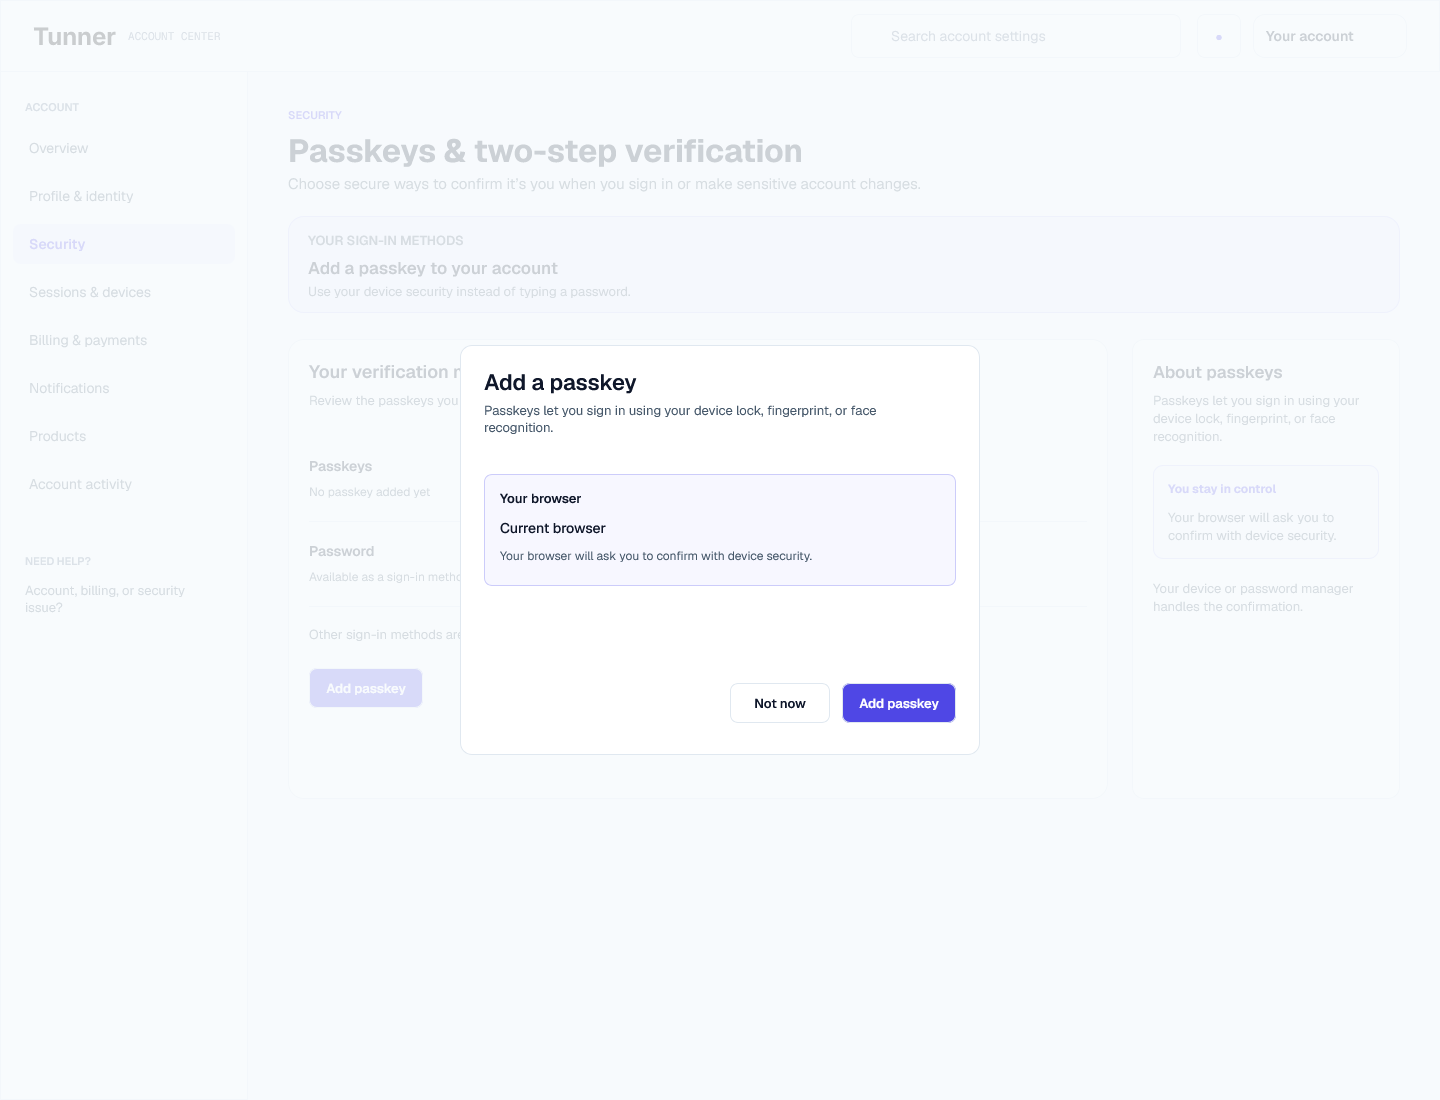 Tunner ACCOUNT CENTER
Search account settings
Your account
ACCOUNT
Overview
Profile & identity
Security
Sessions & devices
Billing & payments
Notifications
Products
Account activity
NEED HELP?
Account, billing, or security
issue?
SECURITY
Passkeys & two-step verification
Choose secure ways to confirm it's you when you sign in or make sensitive account changes.
YOUR SIGN-IN METHODS
Add a passkey to your account
Use your device security instead of typing a password.
Your verification
Review the passkeys you
Passkeys
No passkey added yet
Password
Available as a sign-in
Other sign-in methods are
Add passkey
Add a passkey
Passkeys let you sign in using your device lock, fingerprint, or face
recognition.
Your browser
Current browser
Your browser will ask you to confirm with device security.
Not now
Add passkey
About passkeys
Passkeys let you sign in using your
device lock, fingerprint, or face
recognition.
You stay in control
Your browser will ask you to
confirm with device security.
Your device or password manager
handles the confirmation.